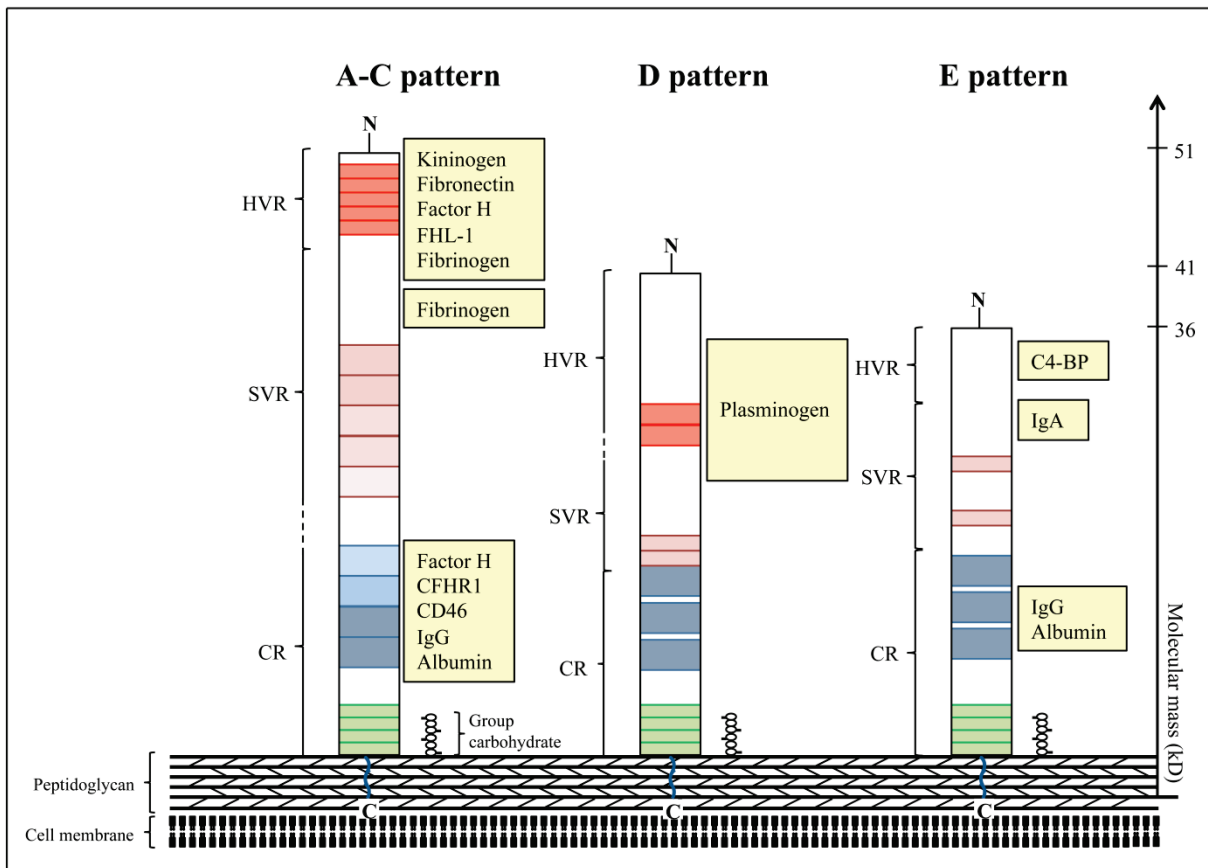 A-C pattern
D pattern
E pattern
N
HVR
SVR
CR
Kininogen
Fibronectin
Factor H
FHL-1
Fibrinogen
Fibrinogen
Factor H
CFHR1
CD46
IgG
Albumin
Group
carbohydrate
N
HVR
SVR
CR
Plasminogen
N
HVR
SVR
CR
C4-BP
IgA
IgG
Albumin
51
41
36
Molecular mass (kD)
Peptidoglycan
C
C
C
Cell membrane